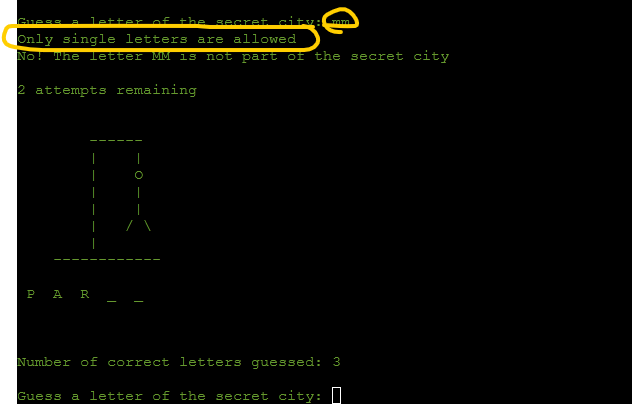 Guess a letter of the secret city: mm
Only single letters are allowed
No! The letter MM is not part of the secret city
2 attempts remaining
------
|    |
|    O
|    |
|    |
|   / \
|
------------
P A R _ _
Number of correct letters guessed: 3
Guess a letter of the secret city: